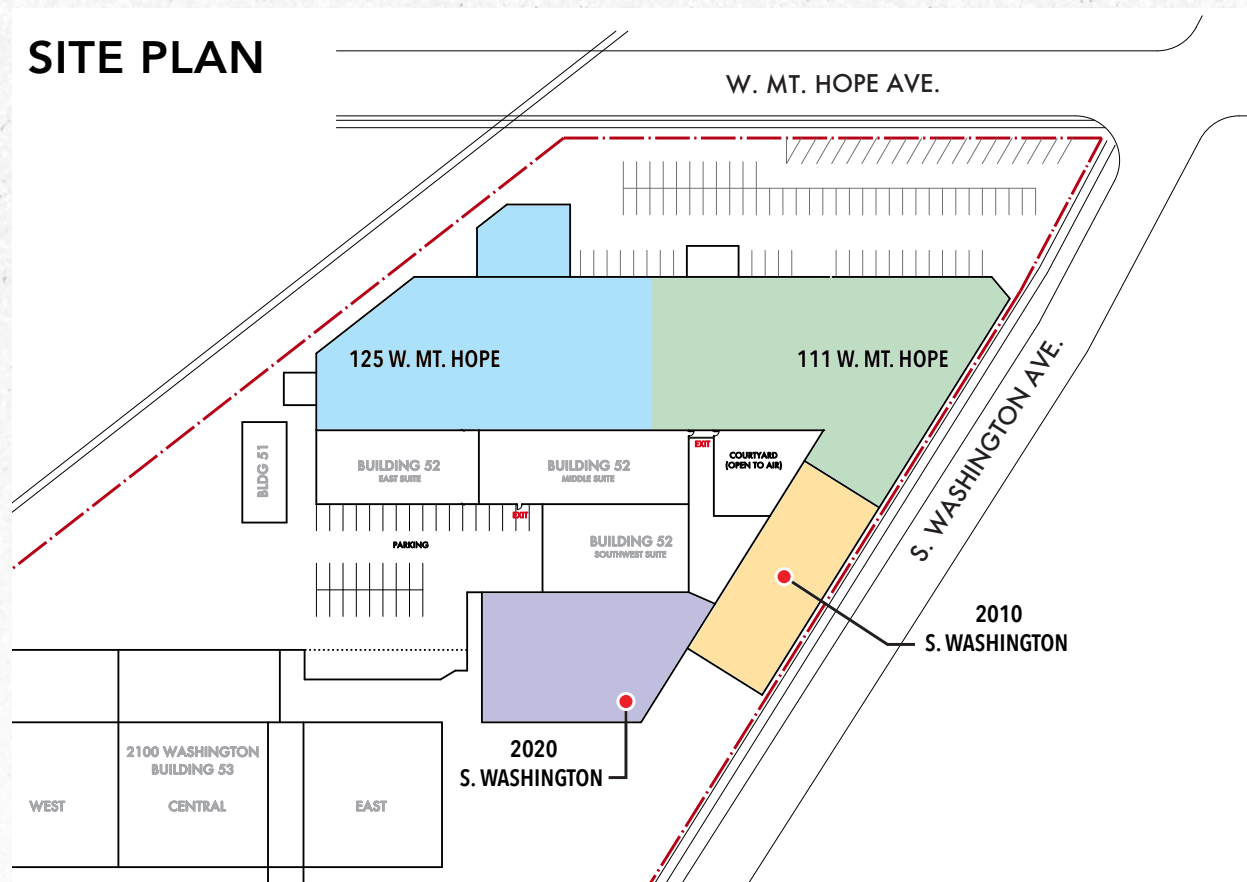 SITE PLAN
W. MT. HOPE AVE.
125 W. MT. HOPE
111 W. MT. HOPE
S. WASHINGTON AVE.
BLDG 51
BUILDING 52
EAST SUITE
BUILDING 52
MIDDLE SUITE
EXIT
COURTYARD
(OPEN TO AIR)
EXIT
PARKING
BUILDING 52
SOUTHWEST SUITE
2010
S. WASHINGTON
2020
S. WASHINGTON
2100 WASHINGTON
BUILDING 53
WEST
CENTRAL
EAST